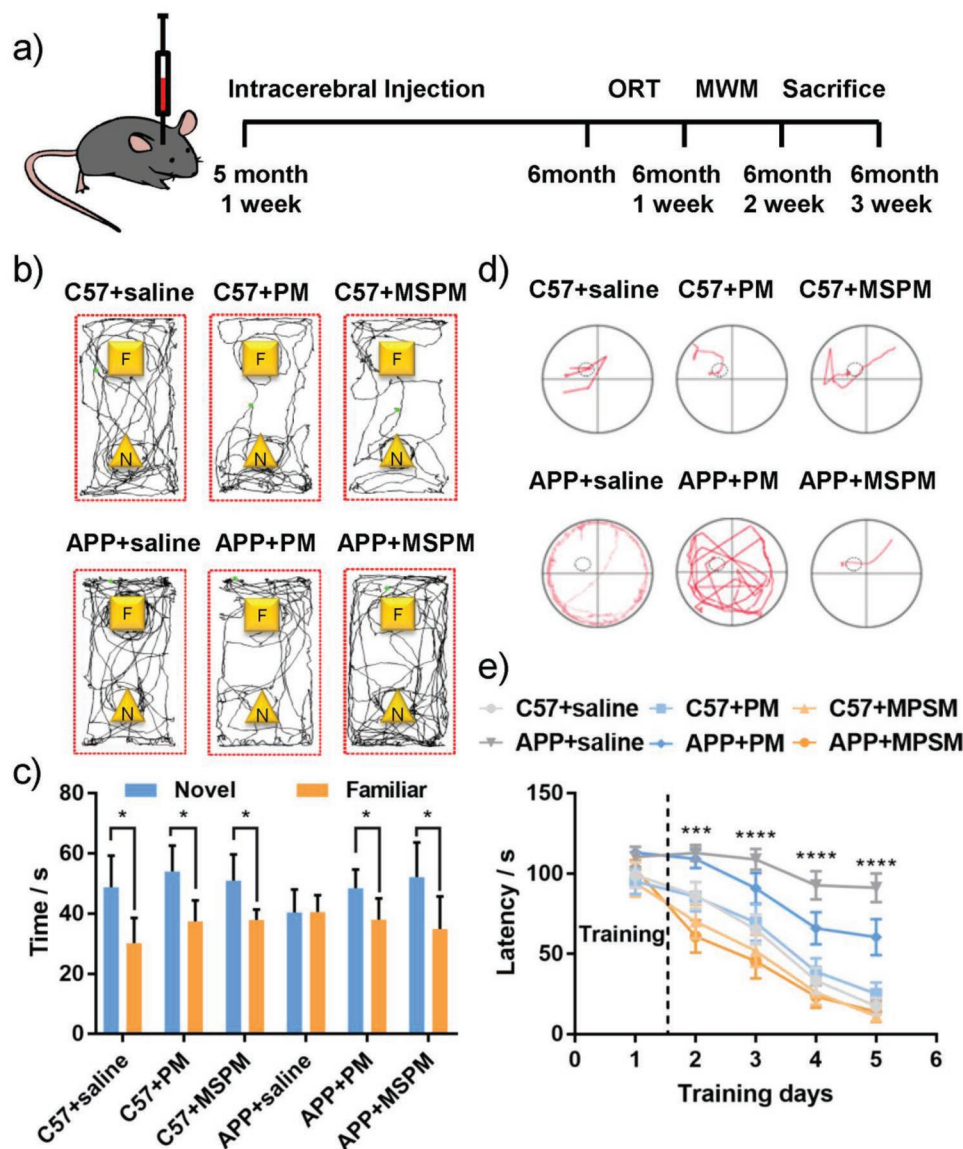 a)
Intracerebral Injection ORT MWM Sacrifice
5 month 6month 6month 6month 6month
1 week 1 week 2 week 3 week
b)
C57+saline C57+PM C57+MSPM
F F F
N N N
APP+saline APP+PM APP+MSPM
F F F
N N N
c)
Novel Familiar
* * * * *
Time / s
80
60
40
20
0
C57+saline C57+PM C57+MSPM APP+saline APP+PM APP+MSPM
d)
C57+saline C57+PM C57+MSPM
APP+saline APP+PM APP+MSPM
e)
C57+saline C57+PM C57+MPSM
APP+saline APP+PM APP+MPSM
*** **** **** ****
Latency / s
150
100
50
0
Training
0 1 2 3 4 5 6
Training days